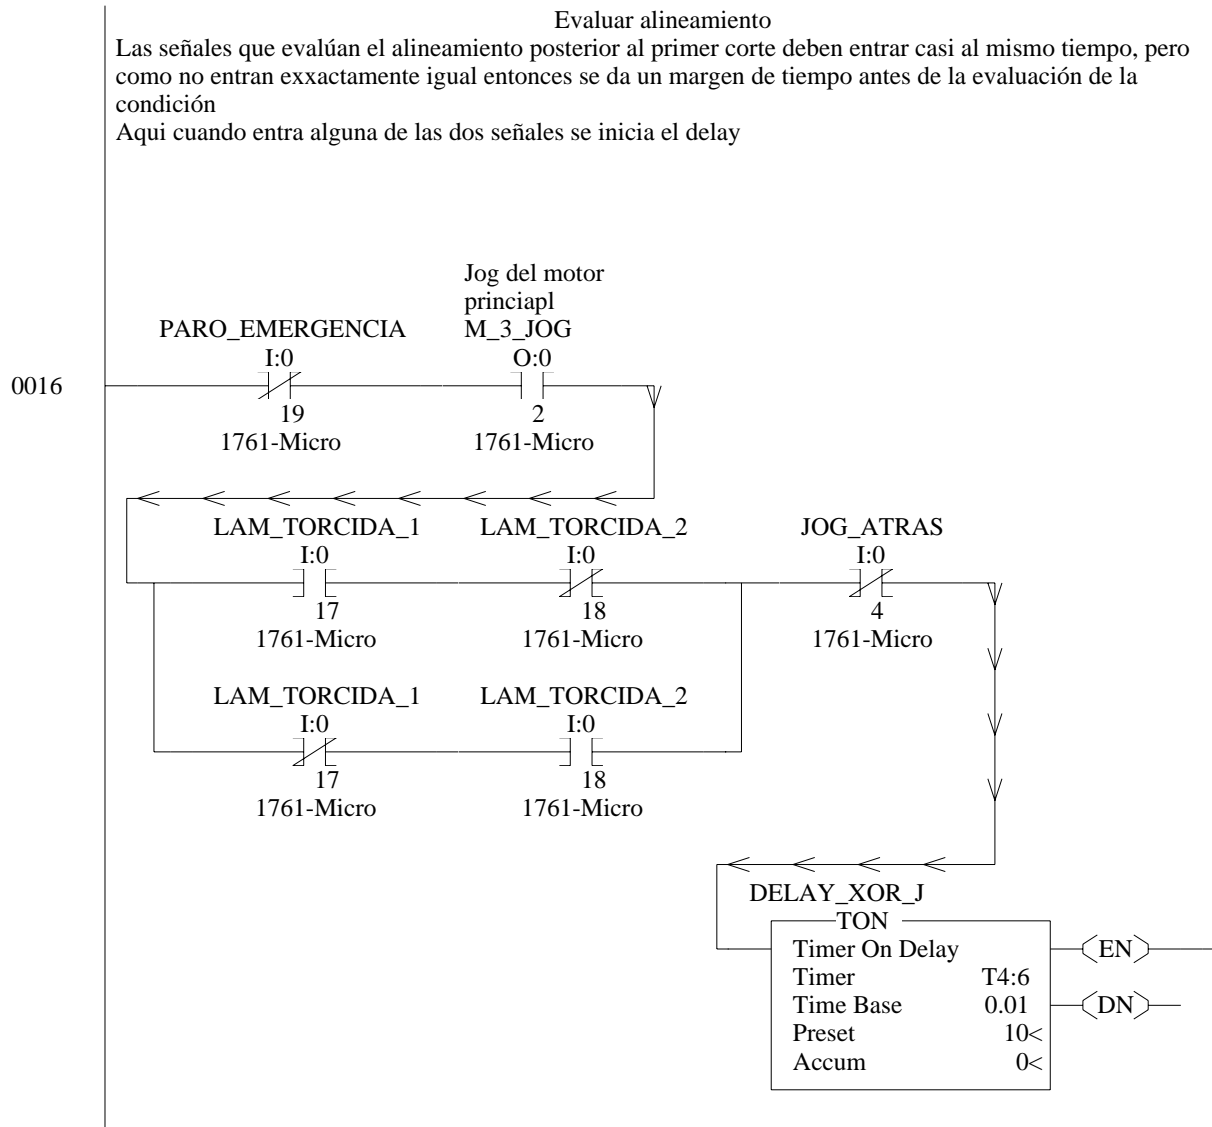 Evaluar alineamiento
Las señales que evalúan el alineamiento posterior al primer corte deben entrar casi al mismo tiempo, pero
como no entran exxactamente igual entonces se da un margen de tiempo antes de la evaluación de la
condición
Aqui cuando entra alguna de las dos señales se inicia el delay
Jog del motor
princiapl
PARO_EMERGENCIA M_3_JOG
I:0 O:0
0016
19 2
1761-Micro 1761-Micro
LAM_TORCIDA_1 LAM_TORCIDA_2 JOG_ATRAS
I:0 I:0 I:0
17 18 4
1761-Micro 1761-Micro 1761-Micro
LAM_TORCIDA_1 LAM_TORCIDA_2
I:0 I:0
17 18
1761-Micro 1761-Micro
DELAY_XOR_J
TON
Timer On Delay EN
Timer T4:6
Time Base 0.01 DN
Preset 10<
Accum 0<